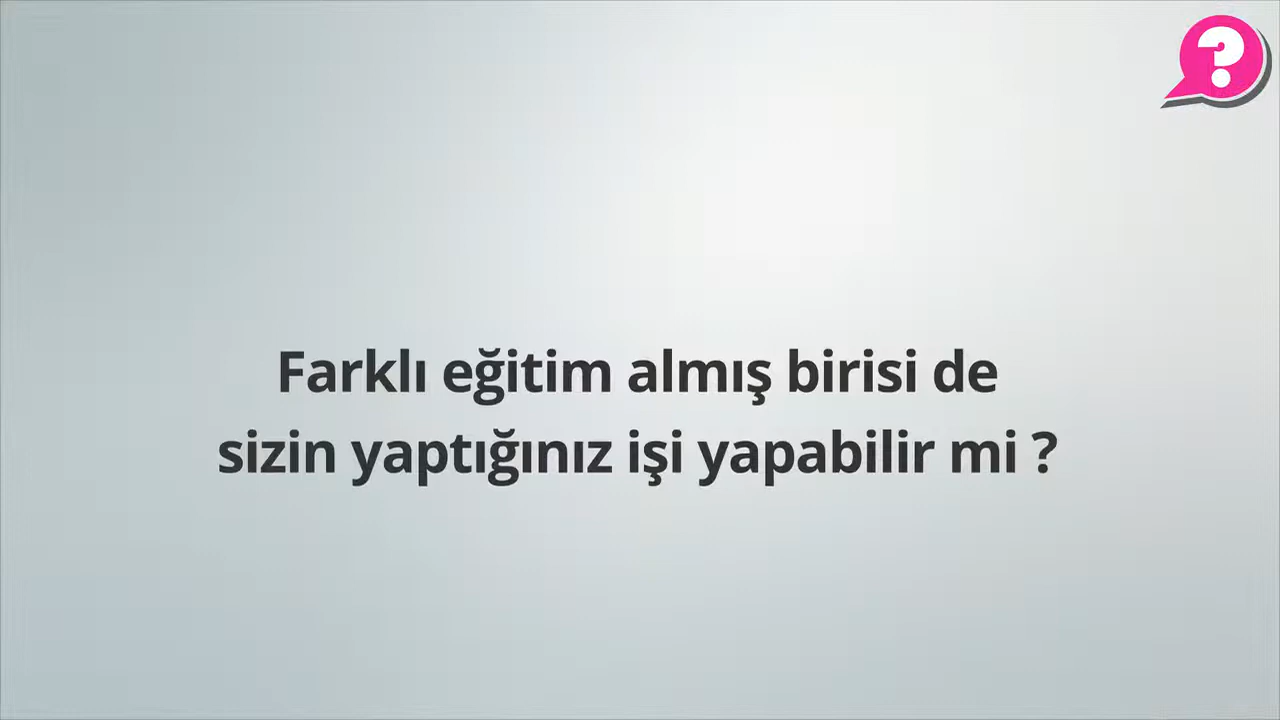 Farklı eğitim almış birisi de
sizin yaptığınız işi yapabilir mi ?
?